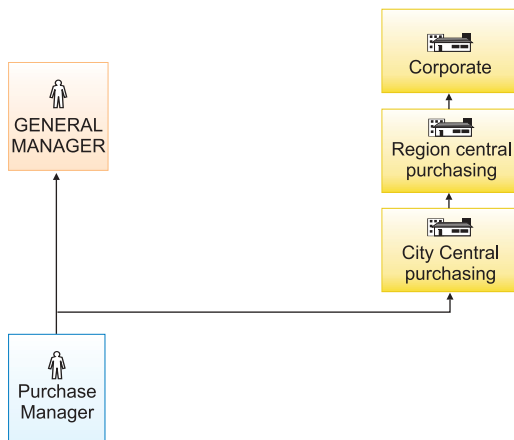 Corporate
GENERAL
MANAGER
Region central
purchasing
City Central
purchasing
Purchase
Manager